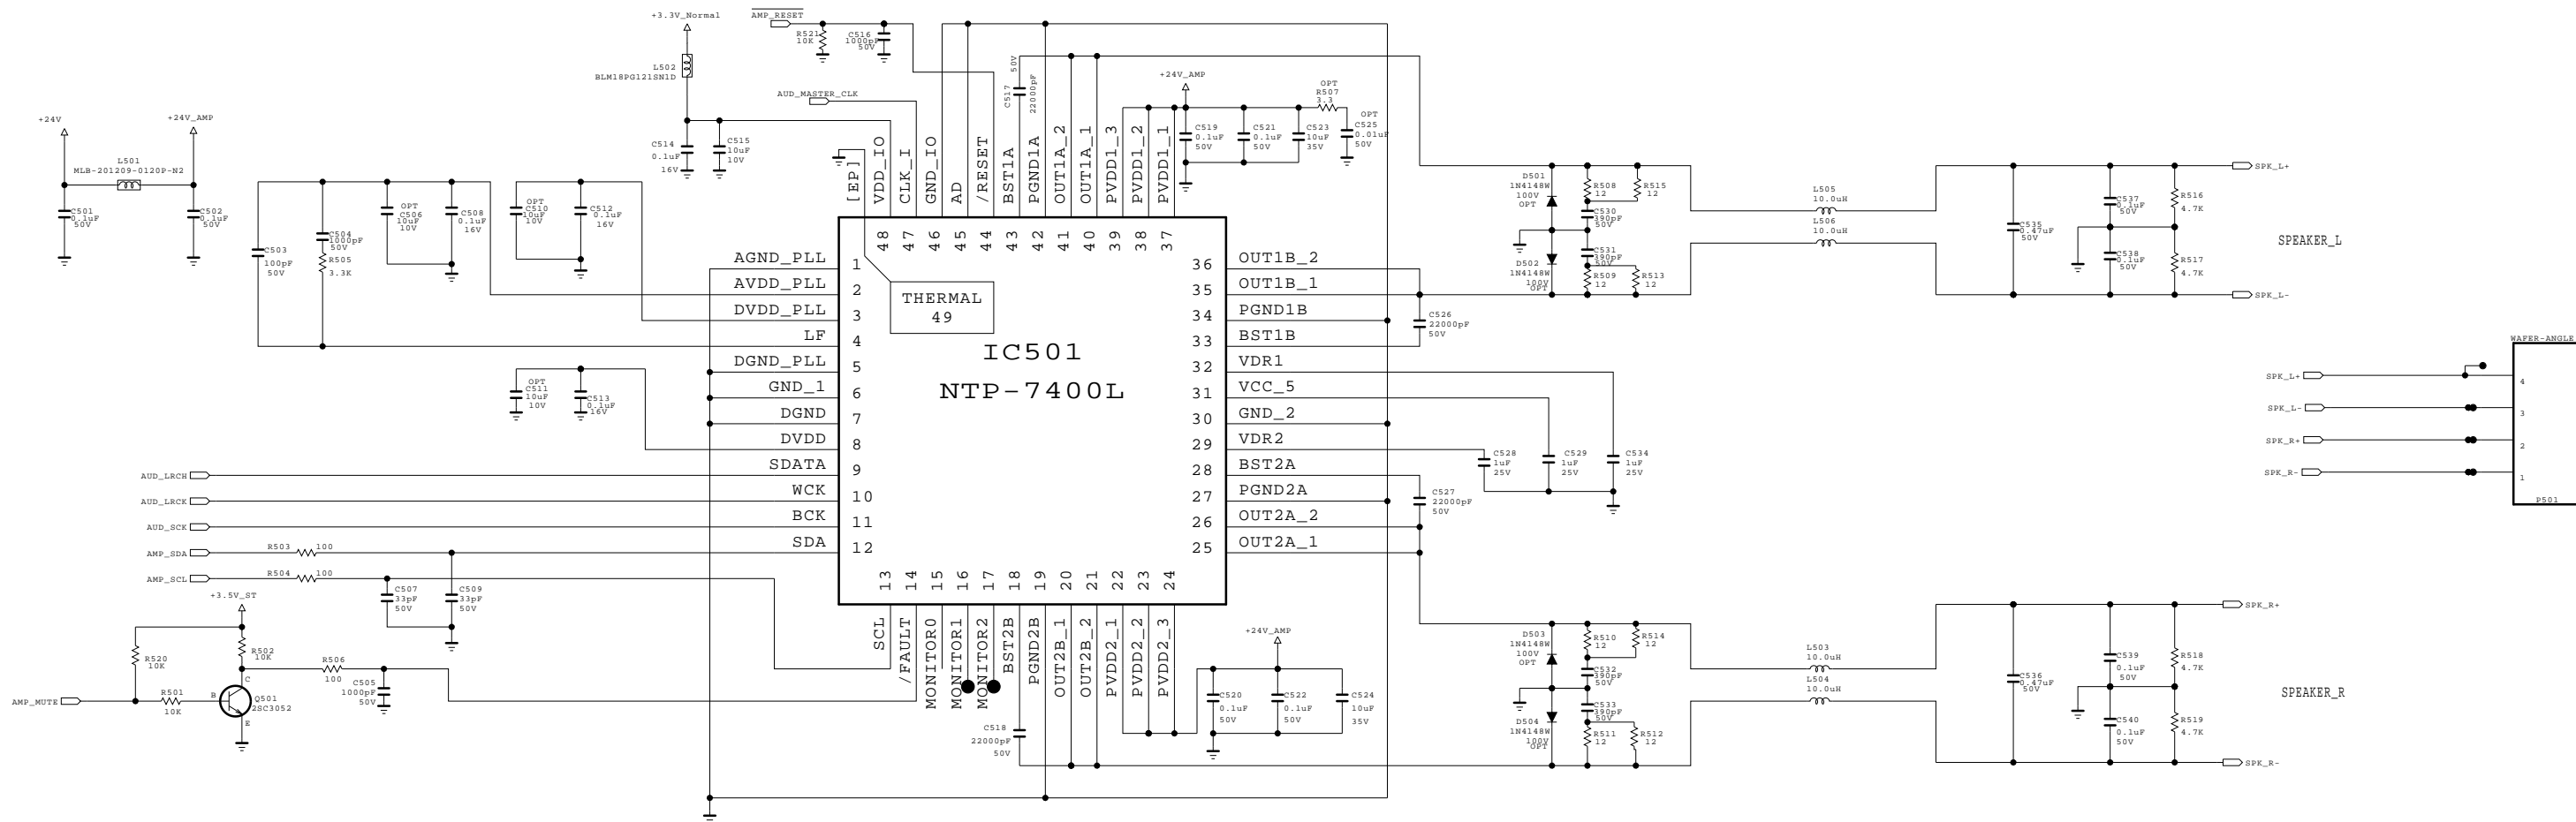 +3.3V_Normal
AMP_RESET
R521
10K
C516
1000pF
50V
L502
BLM18PG121SN1D
AUD_MASTER_CLK
C514
0.1uF
16V
C515
10uF
10V
50V
C517
22000pF
+24V_AMP
OPT
R507
3.3
OPT
C525
0.01uF
50V
C519
0.1uF
50V
C521
0.1uF
50V
C523
10uF
35V
+24V
+24V_AMP
L501
MLB-201209-0120P-N2
C501
0.1uF
50V
C502
0.1uF
50V
C503
100pF
50V
C504
1000pF
50V
R505
3.3K
OPT
C506
10uF
10V
C508
0.1uF
16V
OPT
C510
10uF
10V
C512
0.1uF
16V
OPT
C511
10uF
10V
C513
0.1uF
16V
[EP]
VDD_IO
CLK_I
GND_IO
AD
/RESET
BST1A
PGND1A
OUT1A_2
OUT1A_1
PVDD1_3
PVDD1_2
PVDD1_1
48
47
46
45
44
43
42
41
40
39
38
37
AGND_PLL
1
AVDD_PLL
2
DVDD_PLL
3
LF
4
DGND_PLL
5
GND_1
6
DGND
7
DVDD
8
SDATA
9
WCK
10
BCK
11
SDA
12
THERMAL
49
IC501
NTP-7400L
36
OUT1B_2
35
OUT1B_1
34
PGND1B
33
BST1B
32
VDR1
31
VCC_5
30
GND_2
29
VDR2
28
BST2A
27
PGND2A
26
OUT2A_2
25
OUT2A_1
13
14
15
16
17
18
19
20
21
22
23
24
SCL
/FAULT
MONITOR0
MONITOR1
MONITOR2
BST2B
PGND2B
OUT2B_1
OUT2B_2
PVDD2_1
PVDD2_2
PVDD2_3
AUD_LRCH
AUD_LRCK
AUD_SCK
AMP_SDA
R503
100
AMP_SCL
R504
100
C507
33pF
50V
C509
33pF
50V
+3.5V_ST
R520
10K
R502
10K
R506
100
C505
1000pF
50V
AMP_MUTE
R501
10K
B
C
E
Q501
2SC3052
C518
22000pF
50V
+24V_AMP
C520
0.1uF
50V
C522
0.1uF
50V
C524
10uF
35V
C526
22000pF
50V
C527
22000pF
50V
C528
1uF
25V
C529
1uF
25V
C534
1uF
25V
D501
1N4148W
100V
OPT
R508
12
R515
12
C530
390pF
50V
C531
390pF
50V
D502
1N4148W
100V
OPT
R509
12
R513
12
L505
10.0uH
L506
10.0uH
C535
0.47uF
50V
C537
0.1uF
50V
C538
0.1uF
50V
R516
4.7K
R517
4.7K
SPK_L+
SPK_L-
SPEAKER_L
D503
1N4148W
100V
OPT
R510
12
R514
12
C532
390pF
50V
C533
390pF
50V
D504
1N4148W
100V
OPT
R511
12
R512
12
L503
10.0uH
L504
10.0uH
C536
0.47uF
50V
C539
0.1uF
50V
C540
0.1uF
50V
R518
4.7K
R519
4.7K
SPK_R+
SPK_R-
SPEAKER_R
WAFER-ANGLE
SPK_L+
4
SPK_L-
3
SPK_R+
2
SPK_R-
1
P501